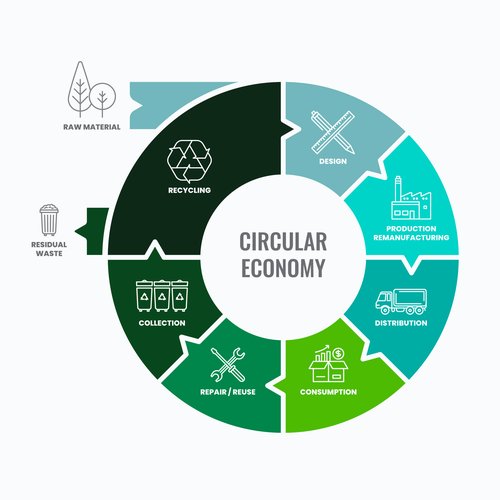 RAW MATERIAL
RECYCLING
DESIGN
PRODUCTION
REMANUFACTURING
CIRCULAR
ECONOMY
RESIDUAL
WASTE
COLLECTION
DISTRIBUTION
REPAIR / REUSE
CONSUMPTION